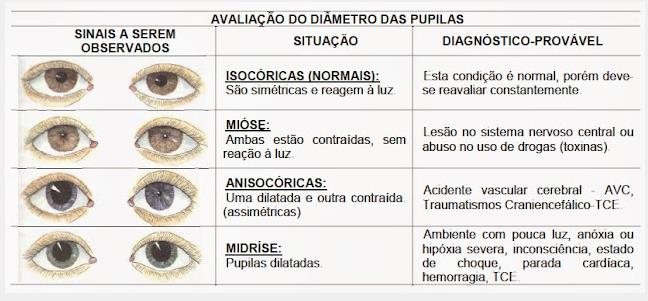 AVALIAÇÃO DO DIÂMETRO DAS PUPILAS
SINAIS A SEREM
OBSERVADOS
SITUAÇÃO
DIAGNÓSTICO-PROVÁVEL
ISOCÓRICAS (NORMAIS):
São simétricas e reagem à luz.
Esta condição é normal, porém deve-
se reavaliar constantemente.
MIÓSE:
Ambas estão contraídas, sem
reação à luz.
Lesão no sistema nervoso central ou
abuso no uso de drogas (toxinas).
ANISOCÓRICAS:
Uma dilatada e outra contraída.
(assimétricas)
Acidente vascular cerebral - AVC,
Traumatismos Craniencefálico-TCE.
MIDRÍSE:
Pupilas dilatadas.
Ambiente com pouca luz, anóxia ou
hipóxia severa, inconsciência, estado
de choque, parada cardíaca,
hemorragia, TCE.